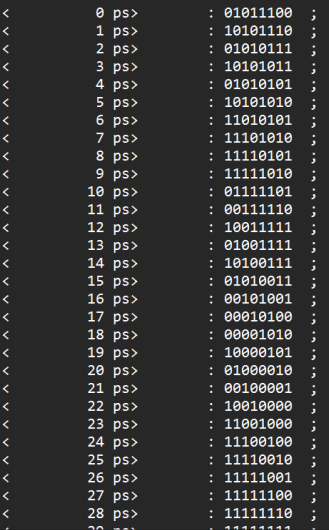 < 0 ps> : 01011100 ;
< 1 ps> : 10101110 ;
< 2 ps> : 01010111 ;
< 3 ps> : 10101011 ;
< 4 ps> : 01010101 ;
< 5 ps> : 10101010 ;
< 6 ps> : 11010101 ;
< 7 ps> : 11101010 ;
< 8 ps> : 11110101 ;
< 9 ps> : 11111010 ;
< 10 ps> : 01111101 ;
< 11 ps> : 00111110 ;
< 12 ps> : 10011111 ;
< 13 ps> : 01001111 ;
< 14 ps> : 10100111 ;
< 15 ps> : 01010011 ;
< 16 ps> : 00101001 ;
< 17 ps> : 00010100 ;
< 18 ps> : 00001010 ;
< 19 ps> : 10000101 ;
< 20 ps> : 01000010 ;
< 21 ps> : 00100001 ;
< 22 ps> : 10010000 ;
< 23 ps> : 11001000 ;
< 24 ps> : 11100100 ;
< 25 ps> : 11110010 ;
< 26 ps> : 11111001 ;
< 27 ps> : 11111100 ;
< 28 ps> : 11111110 ;